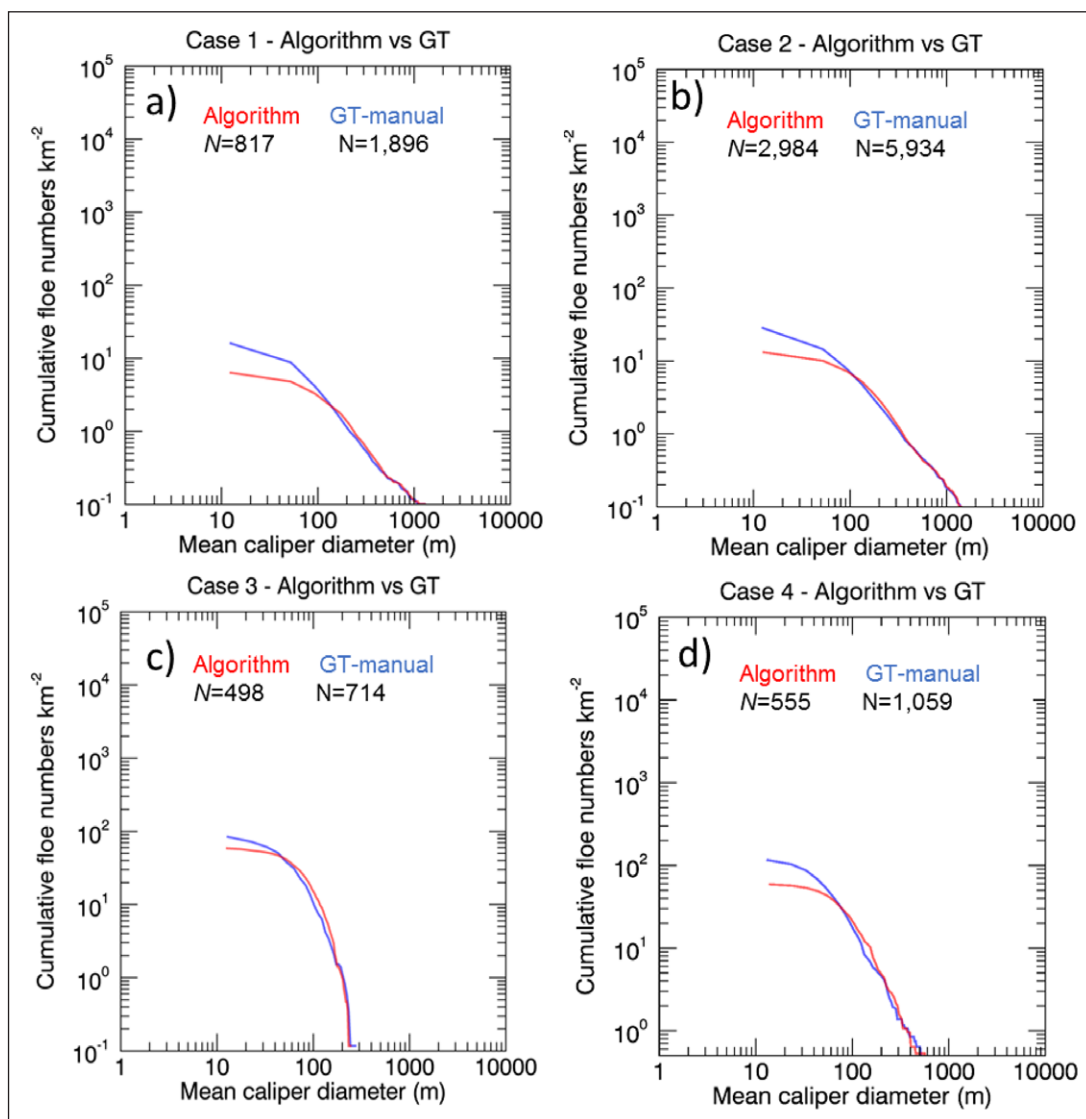 Case 1 - Algorithm vs GT
a)
Algorithm GT-manual
N=817 N=1,896
10^5
10^4
10^3
10^2
10^1
10^0
10^-1
Cumulative floe numbers km^-2
1 10 100 1000 10000
Mean caliper diameter (m)
Case 2 - Algorithm vs GT
b)
Algorithm GT-manual
N=2,984 N=5,934
10^5
10^4
10^3
10^2
10^1
10^0
10^-1
Cumulative floe numbers km^-2
1 10 100 1000 10000
Mean caliper diameter (m)
Case 3 - Algorithm vs GT
c)
Algorithm GT-manual
N=498 N=714
10^5
10^4
10^3
10^2
10^1
10^0
10^-1
Cumulative floe numbers km^-2
1 10 100 1000 10000
Mean caliper diameter (m)
Case 4 - Algorithm vs GT
d)
Algorithm GT-manual
N=555 N=1,059
10^5
10^4
10^3
10^2
10^1
10^0
Cumulative floe numbers km^-2
1 10 100 1000 10000
Mean caliper diameter (m)